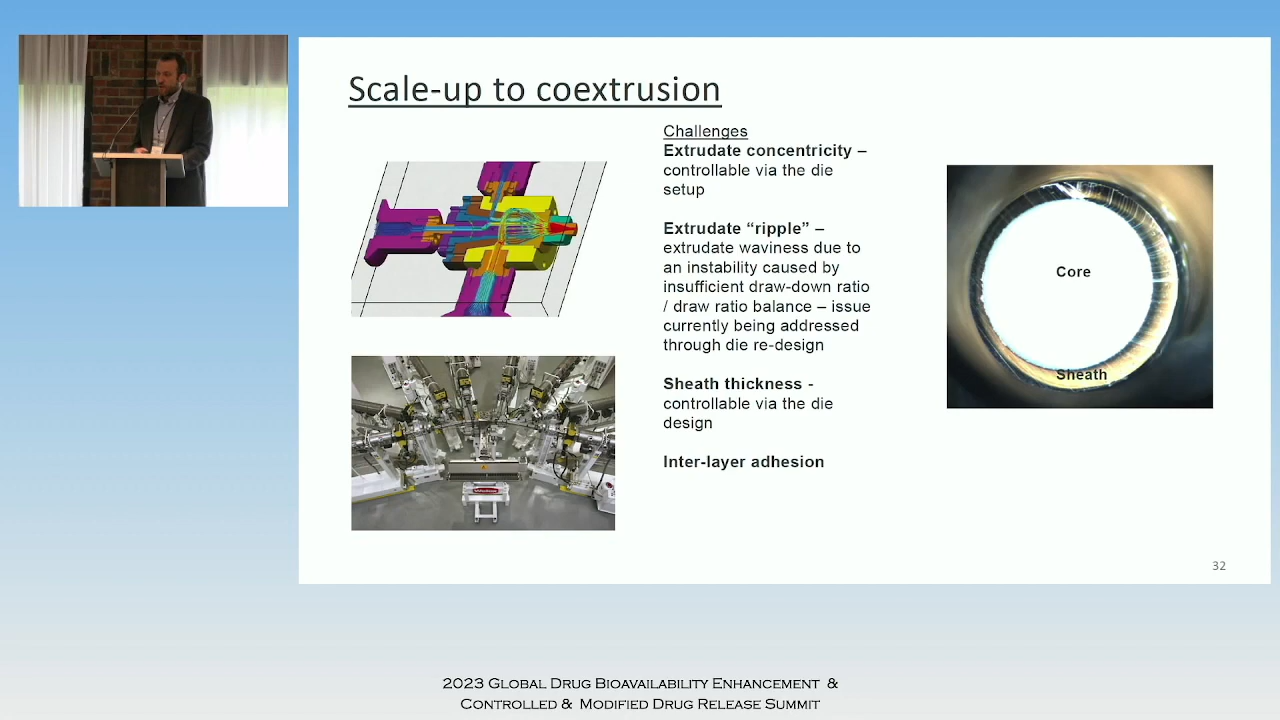 Scale-up to coextrusion
Challenges
Extrudate concentricity –
controllable via the die
setup
Extrudate “ripple” –
extrudate waviness due to
an instability caused by
insufficient draw-down ratio
/ draw ratio balance – issue
currently being addressed
through die re-design
Sheath thickness -
controllable via the die
design
Inter-layer adhesion
Core
Sheath
32
2023 Global Drug Bioavailability Enhancement &
Controlled & Modified Drug Release Summit